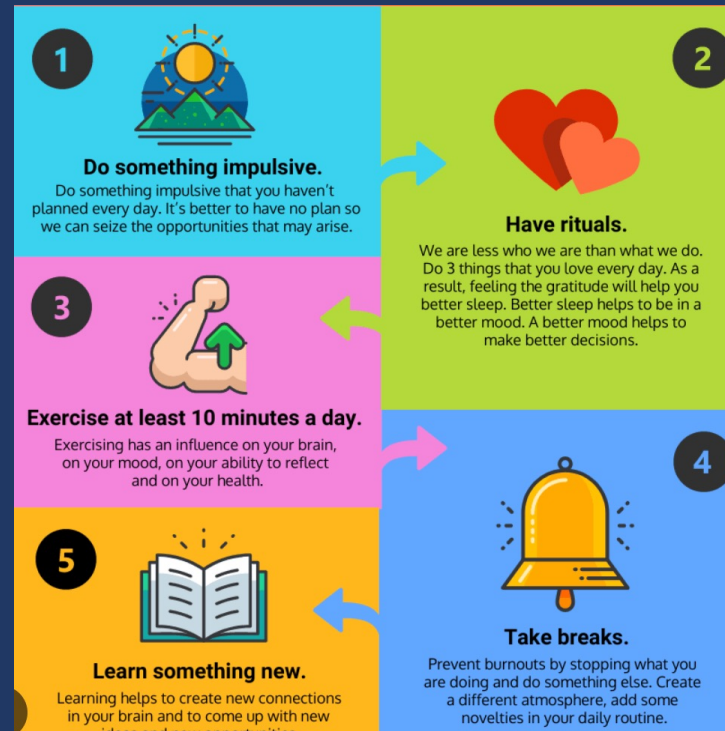 1
Do something impulsive.
Do something impulsive that you haven't
planned every day. It's better to have no plan so
we can seize the opportunities that may arise.
2
Have rituals.
We are less who we are than what we do.
Do 3 things that you love every day. As a
result, feeling the gratitude will help you
better sleep. Better sleep helps to be in a
better mood. A better mood helps to
make better decisions.
3
Exercise at least 10 minutes a day.
Exercising has an influence on your brain,
on your mood, on your ability to reflect
and on your health.
4
Take breaks.
Prevent burnouts by stopping what you
are doing and do something else. Create
a different atmosphere, add some
novelties in your daily routine.
5
Learn something new.
Learning helps to create new connections
in your brain and to come up with new